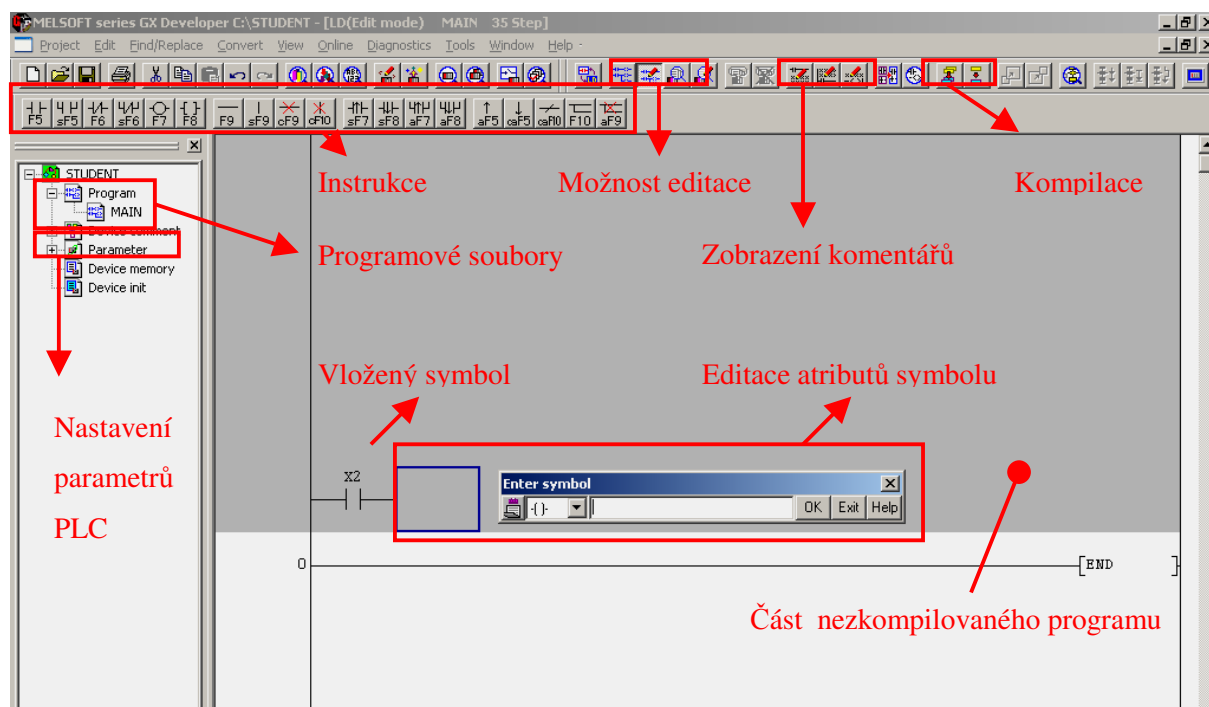 MELSOFT series GX Developer C:\STUDENT - [LD(Edit mode) MAIN 35 Step]
Project Edit Find/Replace Convert View Online Diagnostics Tools Window Help -
F5 sF5 F6 sF6 F7 F8 F9 sF9 cF9 cF10 sF7 sF8 aF7 aF8 aF5 caF5 caf10 F10 aF9
STUDENT
Program
MAIN
Device comment
Parameter
Device memory
Device init
Instrukce
Možnost editace
Kompilace
Programové soubory
Zobrazení komentářů
Vložený symbol
Editace atributů symbolu
Nastavení
parametrů
PLC
X2
Enter symbol
-( )-
OK Exit Help
0
[END ]
Část nezkompilovaného programu